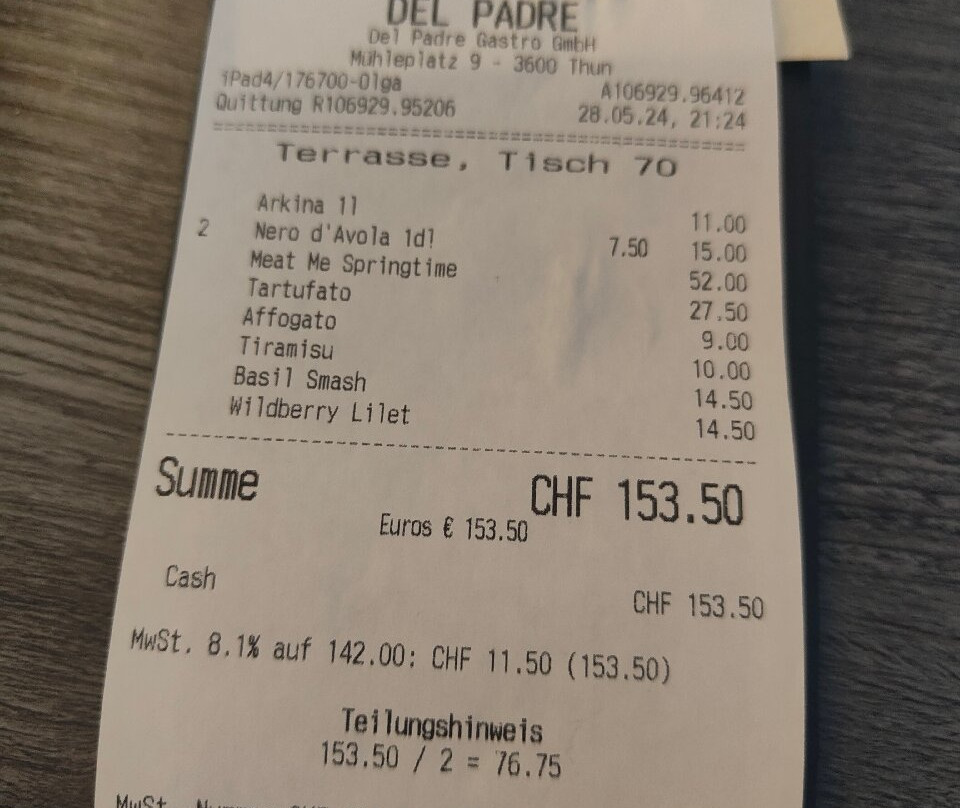 DEL PADRE
Del Padre Gastro GmbH
Mühleplatz 9 - 3600 Thun
iPad4/176700-Olga A106929.96412
Quittung R106929.95206 28.05.24, 21:24
Terrasse, Tisch 70
Arkina 1l 11.00
2 Nero d'Avola 1dl 7.50 15.00
Meat Me Springtime 52.00
Tartufato 27.50
Affogato 9.00
Tiramisu 10.00
Basil Smash 14.50
Wildberry Lilet 14.50
Summe CHF 153.50
Euros € 153.50
Cash CHF 153.50
MwSt. 8.1% auf 142.00: CHF 11.50 (153.50)
Teilungshinweis
153.50 / 2 = 76.75
MwSt.